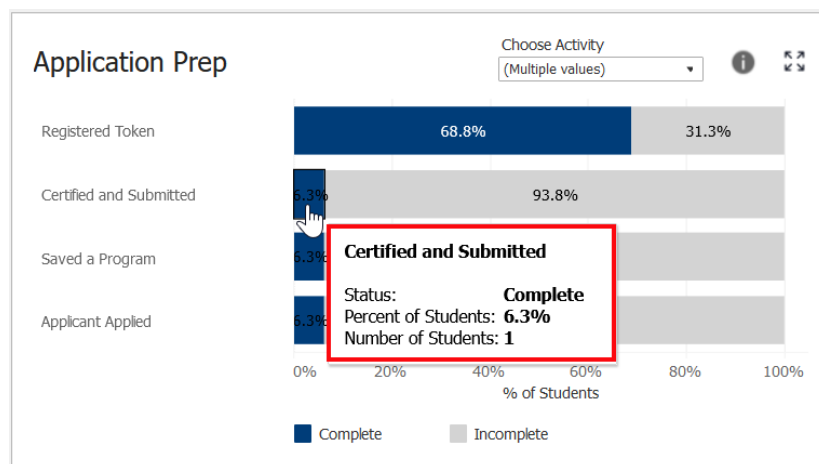 Application Prep
Choose Activity
(Multiple values)
Registered Token
68.8%
31.3%
Certified and Submitted
6.3%
93.8%
Saved a Program
6.3%
Applicant Applied
6.3%
Certified and Submitted
Status: Complete
Percent of Students: 6.3%
Number of Students: 1
0% 20% 40% 60% 80% 100%
% of Students
Complete Incomplete